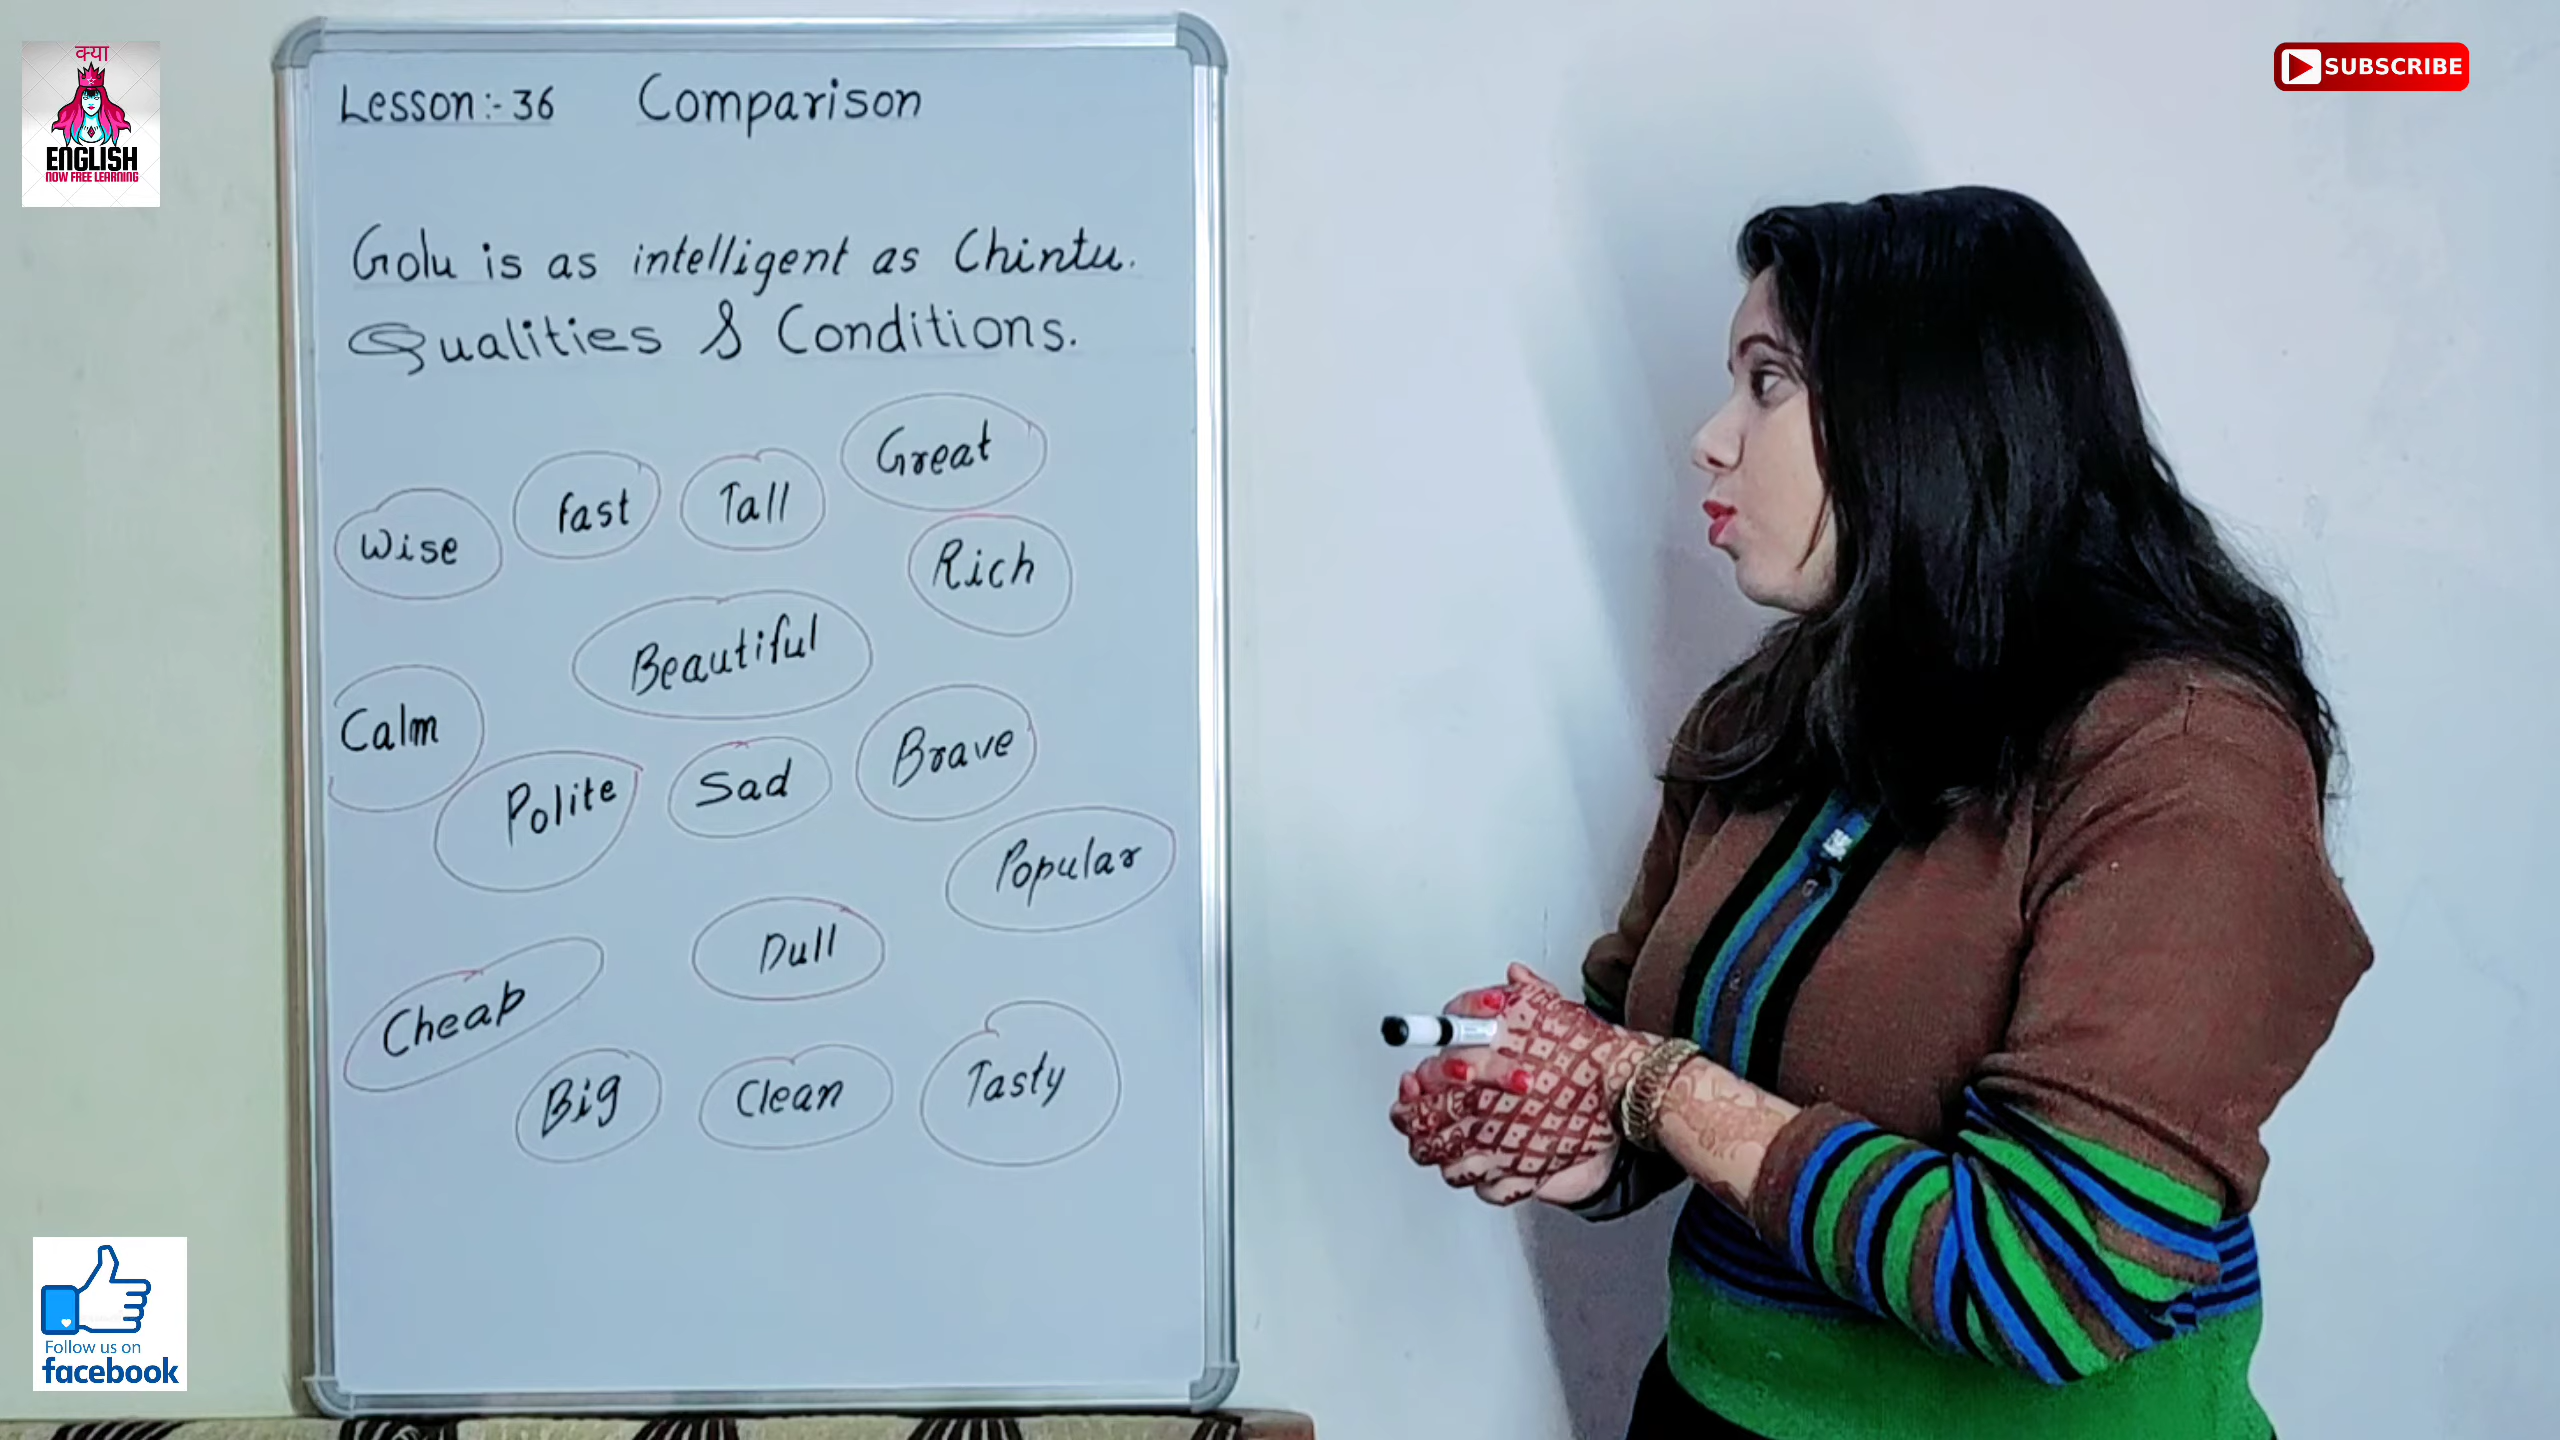 क्या
ENGLISH
NOW FREE LEARNING
SUBSCRIBE
Lesson:- 36 Comparison
Golu is as intelligent as Chintu.
Qualities & Conditions.
Great
Wise
fast
Tall
Rich
Beautiful
Calm
Polite
Sad
Brave
Popular
Dull
Cheap
Big
Clean
Tasty
Follow us on
facebook